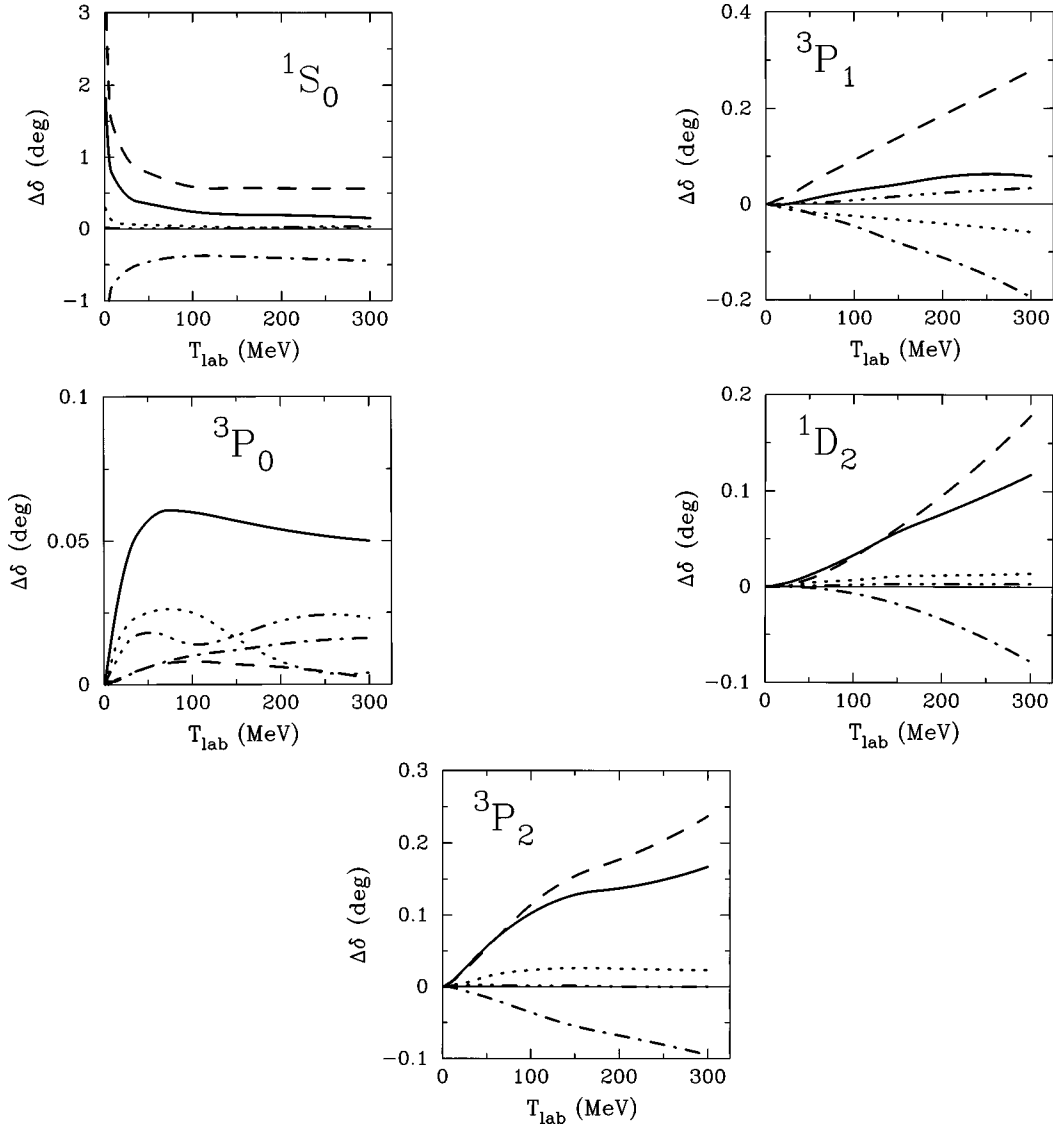 3
2
1
0
−1
Δδ (deg)
¹S₀
0
100
200
300
T_lab (MeV)
0.4
0.2
0
−0.2
Δδ (deg)
³P₁
0
100
200
300
T_lab (MeV)
0.1
0.05
0
Δδ (deg)
³P₀
0
100
200
300
T_lab (MeV)
0.2
0.1
0
−0.1
Δδ (deg)
¹D₂
0
100
200
300
T_lab (MeV)
0.3
0.2
0.1
0
−0.1
Δδ (deg)
³P₂
0
100
200
300
T_lab (MeV)